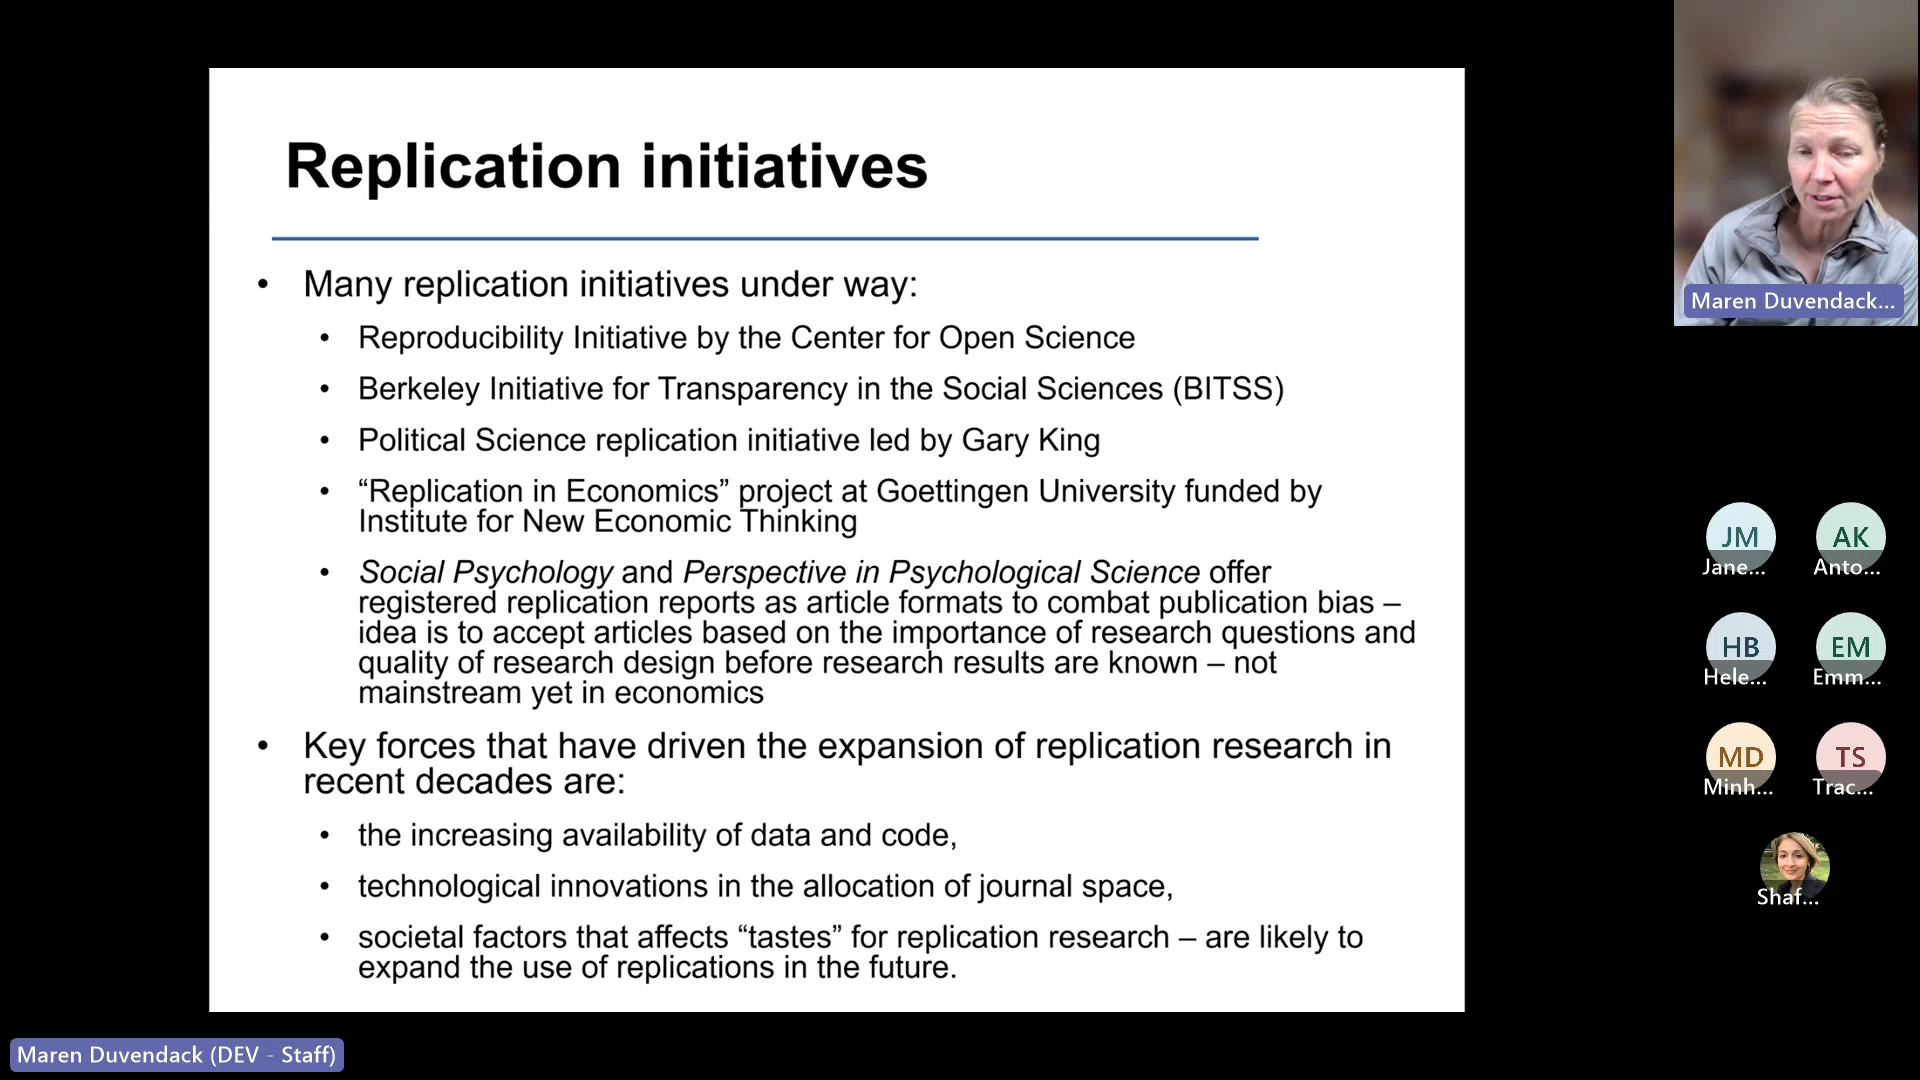 Replication initiatives
• Many replication initiatives under way:
• Reproducibility Initiative by the Center for Open Science
• Berkeley Initiative for Transparency in the Social Sciences (BITSS)
• Political Science replication initiative led by Gary King
• “Replication in Economics” project at Goettingen University funded by
Institute for New Economic Thinking
• Social Psychology and Perspective in Psychological Science offer
registered replication reports as article formats to combat publication bias –
idea is to accept articles based on the importance of research questions and
quality of research design before research results are known – not
mainstream yet in economics
• Key forces that have driven the expansion of replication research in
recent decades are:
• the increasing availability of data and code,
• technological innovations in the allocation of journal space,
• societal factors that affects “tastes” for replication research – are likely to
expand the use of replications in the future.
Maren Duvendack...
JM
Jane...
AK
Anto...
HB
Hele...
EM
Emm...
MD
Minh...
TS
Trac...
Shaf...
Maren Duvendack (DEV - Staff)